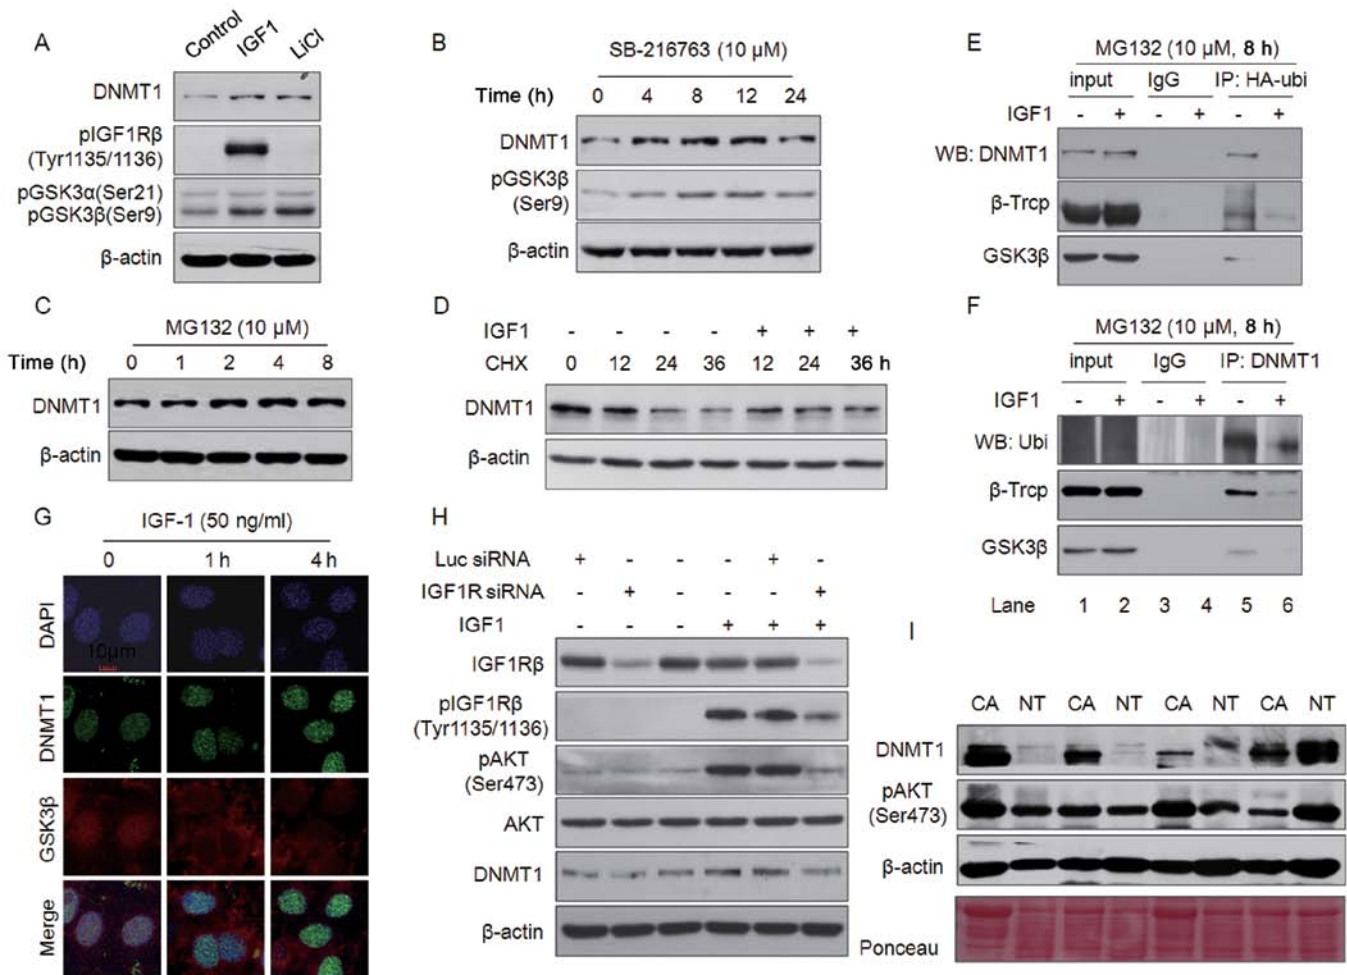 A
Control IGF1 LiCl
DNMT1
pIGF1Rβ
(Tyr1135/1136)
pGSK3α(Ser21)
pGSK3β(Ser9)
β-actin
B
SB-216763 (10 μM)
Time (h) 0 4 8 12 24
DNMT1
pGSK3β
(Ser9)
β-actin
C
MG132 (10 μM)
Time (h) 0 1 2 4 8
DNMT1
β-actin
D
IGF1 - - - - + + +
CHX 0 12 24 36 12 24 36 h
DNMT1
β-actin
E
MG132 (10 μM, 8 h)
input IgG IP: HA-ubi
IGF1 - + - + - +
WB: DNMT1
β-Trcp
GSK3β
F
MG132 (10 μM, 8 h)
input IgG IP: DNMT1
IGF1 - + - + - +
WB: Ubi
β-Trcp
GSK3β
Lane 1 2 3 4 5 6
G
IGF-1 (50 ng/ml)
0 1 h 4 h
DAPI
10μm
DNMT1
GSK3β
Merge
H
Luc siRNA + - - - + -
IGF1R siRNA - + - - - +
IGF1 - - - + + +
IGF1Rβ
pIGF1Rβ
(Tyr1135/1136)
pAKT
(Ser473)
AKT
DNMT1
β-actin
I
CA NT CA NT CA NT CA NT
DNMT1
pAKT
(Ser473)
β-actin
Ponceau